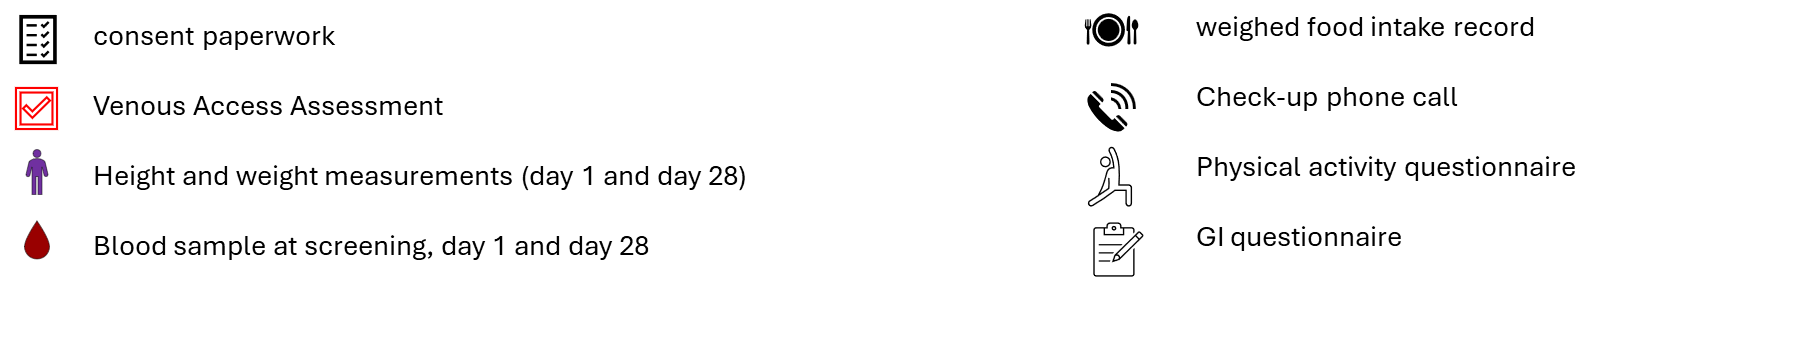 consent paperwork
Venous Access Assessment
Height and weight measurements (day 1 and day 28)
Blood sample at screening, day 1 and day 28
weighed food intake record
Check-up phone call
Physical activity questionnaire
GI questionnaire